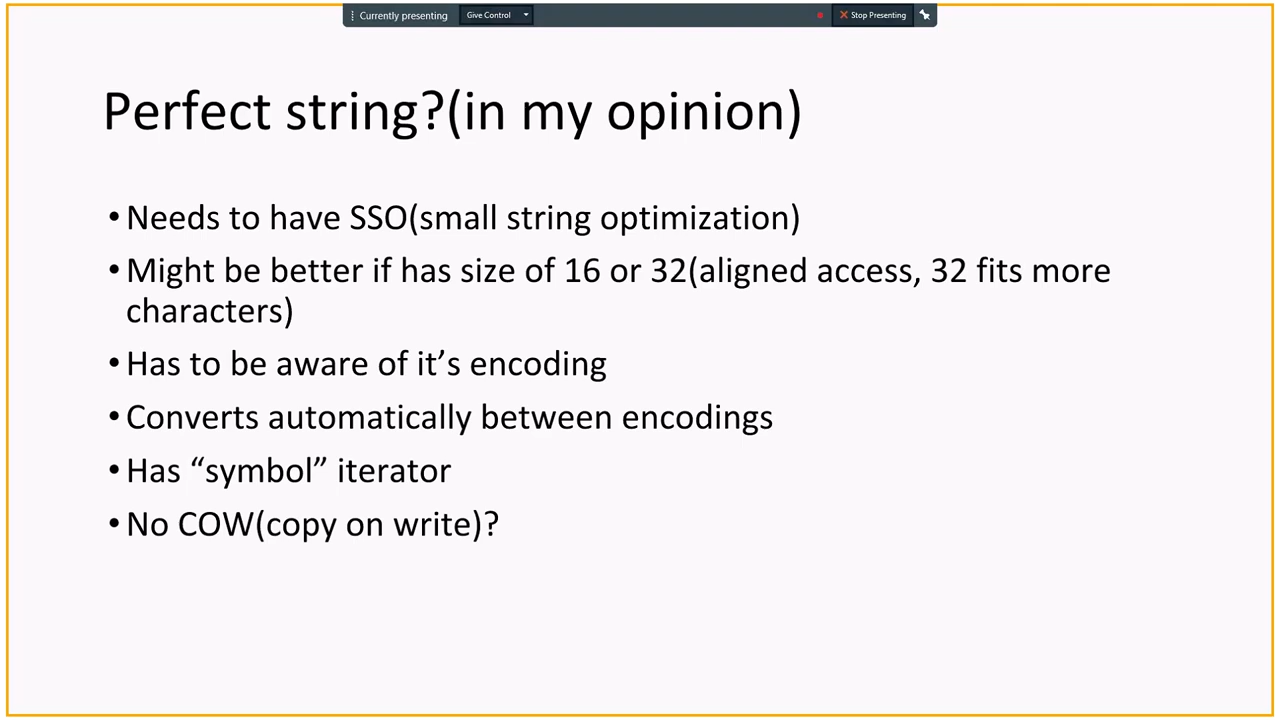 Currently presenting Give Control Stop Presenting
Perfect string?(in my opinion)
•Needs to have SSO(small string optimization)
•Might be better if has size of 16 or 32(aligned access, 32 fits more
characters)
•Has to be aware of it’s encoding
•Converts automatically between encodings
•Has “symbol” iterator
•No COW(copy on write)?